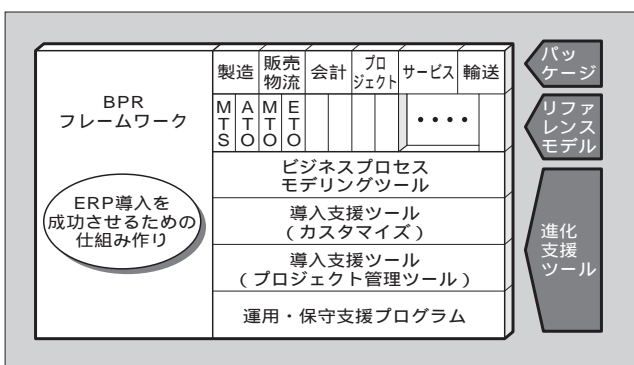 BPR
フレームワーク
ERP導入を
成功させるための
仕組み作り
製造
販売
物流
会計
プロ
ジェクト
サービス
輸送
MTS
ATO
MTO
ETO
････
ビジネスプロセス
モデリングツール
導入支援ツール
(カスタマイズ)
導入支援ツール
(プロジェクト管理ツール)
運用・保守支援プログラム
パッ
ケージ
リファ
レンス
モデル
進化
支援
ツール